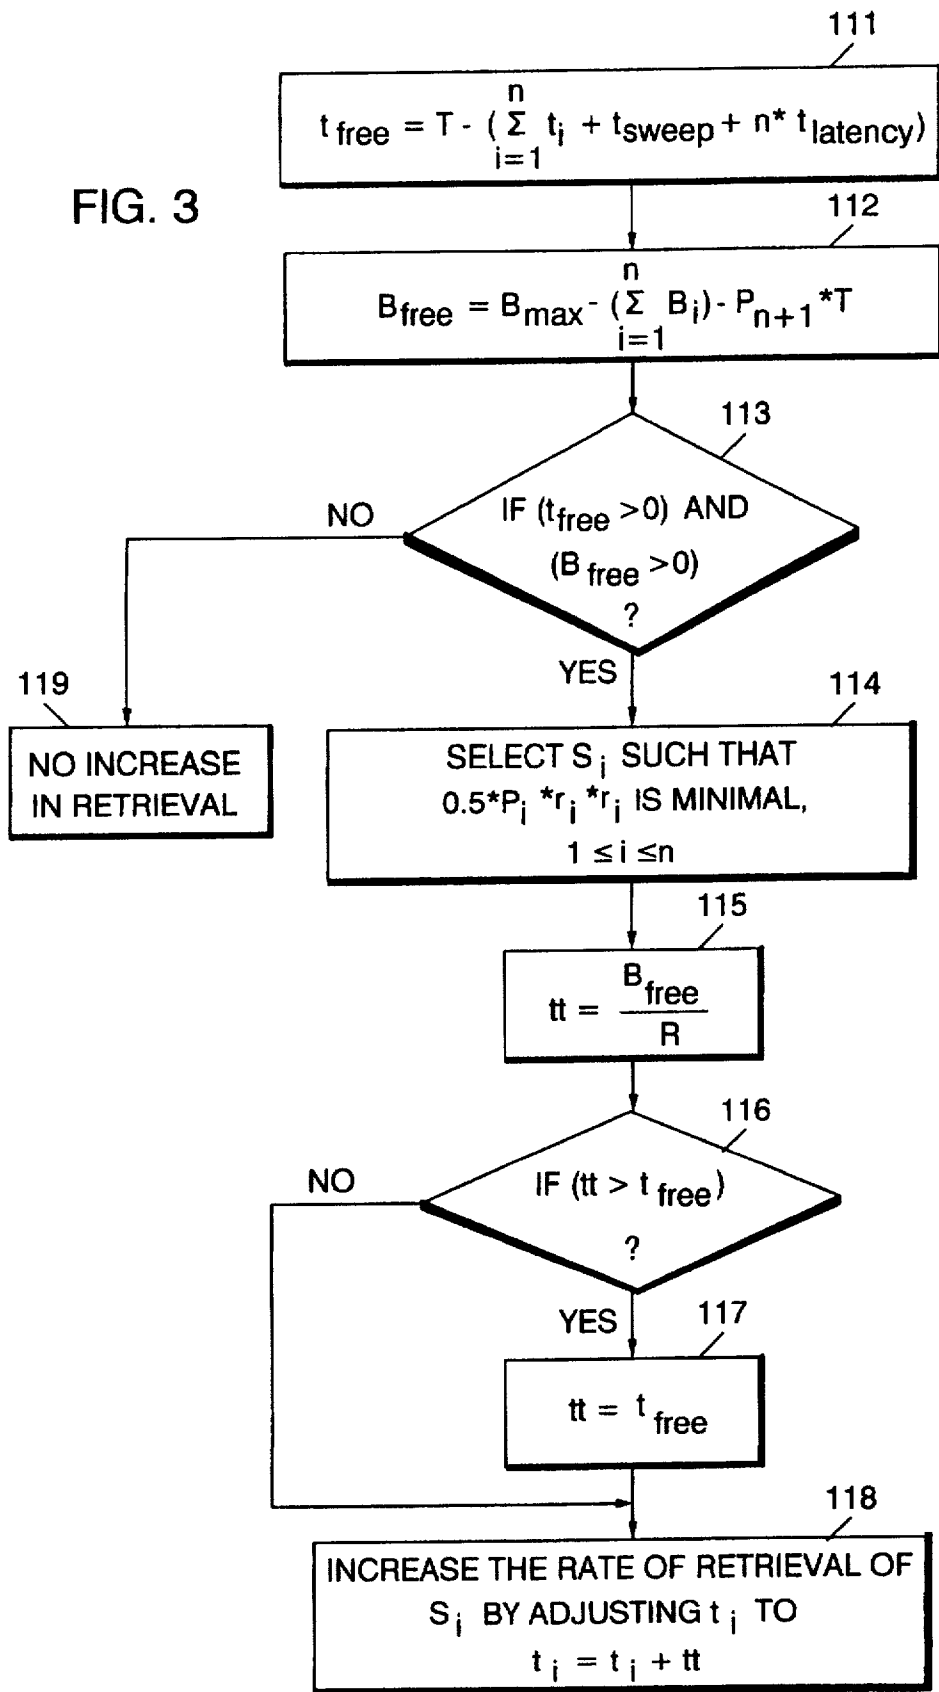 111
n
t free = T - ( Σ t i + t sweep + n* t latency )
i=1
FIG. 3
112
n
B free = B max - ( Σ B i ) - P n+1 *T
i=1
113
IF (t free >0) AND
(B free >0)
?
NO
YES
119
NO INCREASE
IN RETRIEVAL
114
SELECT S i SUCH THAT
0.5*P i *r i *r i IS MINIMAL,
1 ≤ i ≤ n
115
tt = B free / R
116
IF (tt > t free )
?
NO
YES
117
tt = t free
118
INCREASE THE RATE OF RETRIEVAL OF
S i BY ADJUSTING t i TO
t i = t i + tt